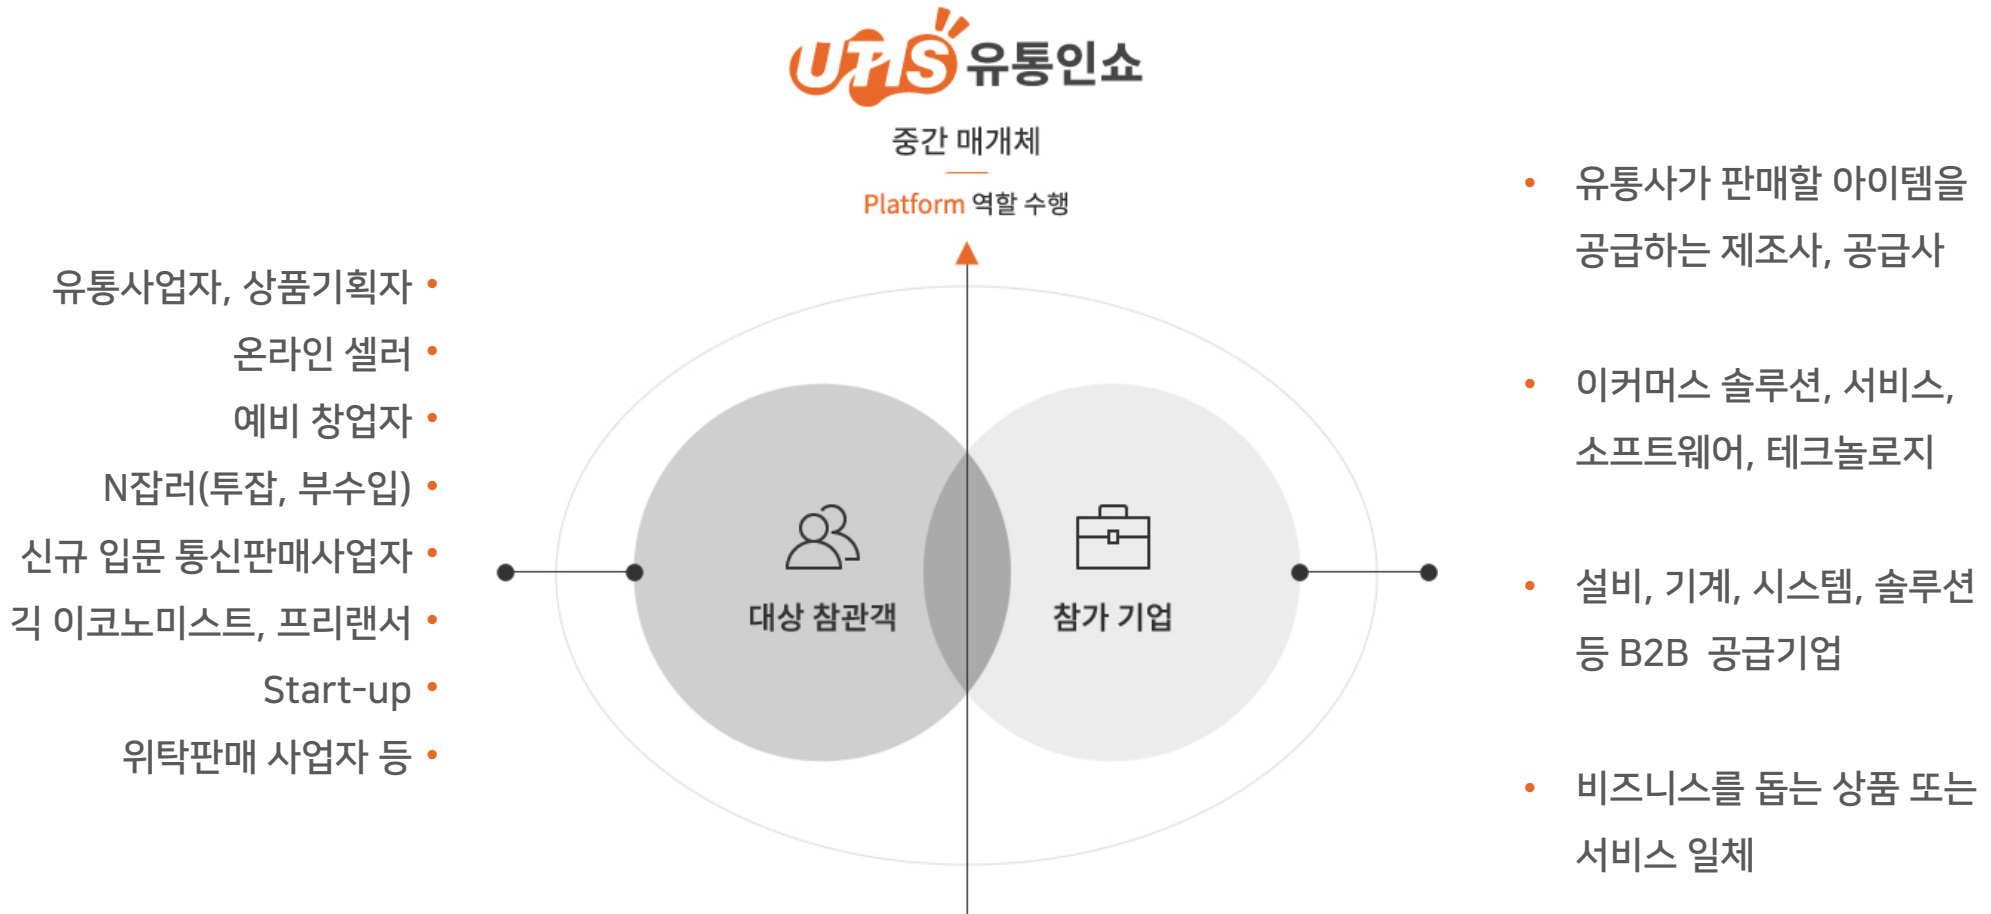 UTIS 유통인쇼
중간 매개체
Platform 역할 수행
유통사업자, 상품기획자 •
온라인 셀러 •
예비 창업자 •
N잡러(투잡, 부수입) •
신규 입문 통신판매사업자 •
긱 이코노미스트, 프리랜서 •
Start-up •
위탁판매 사업자 등 •
대상 참관객
참가 기업
• 유통사가 판매할 아이템을
공급하는 제조사, 공급사
• 이커머스 솔루션, 서비스,
소프트웨어, 테크놀로지
• 설비, 기계, 시스템, 솔루션
등 B2B 공급기업
• 비즈니스를 돕는 상품 또는
서비스 일체